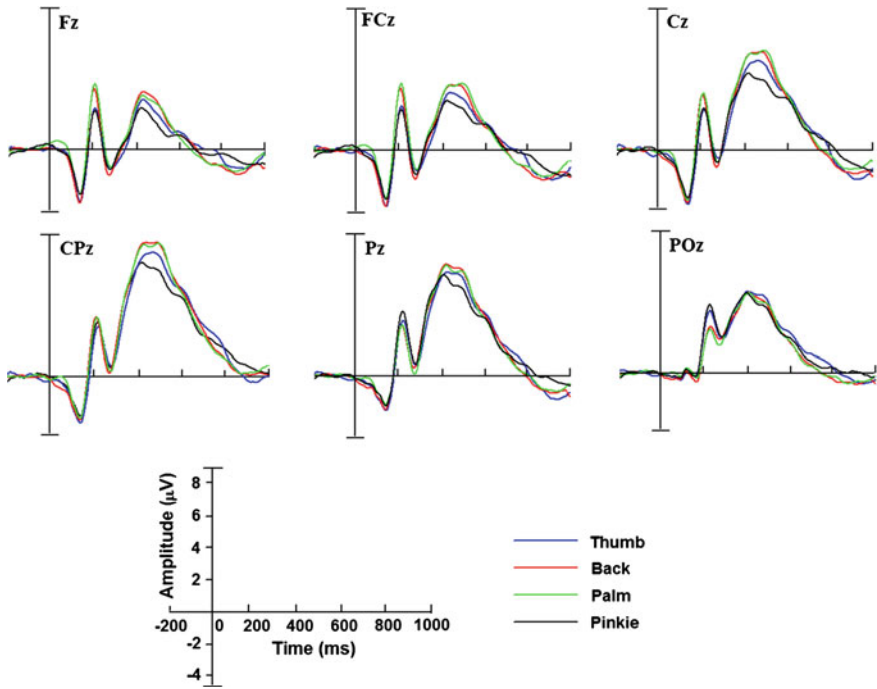 Fz
FCz
Cz
CPz
Pz
POz
Amplitude (μV)
8
6
4
2
-200 0 200 400 600 800 1000
Time (ms)
-2
-4
Thumb
Back
Palm
Pinkie